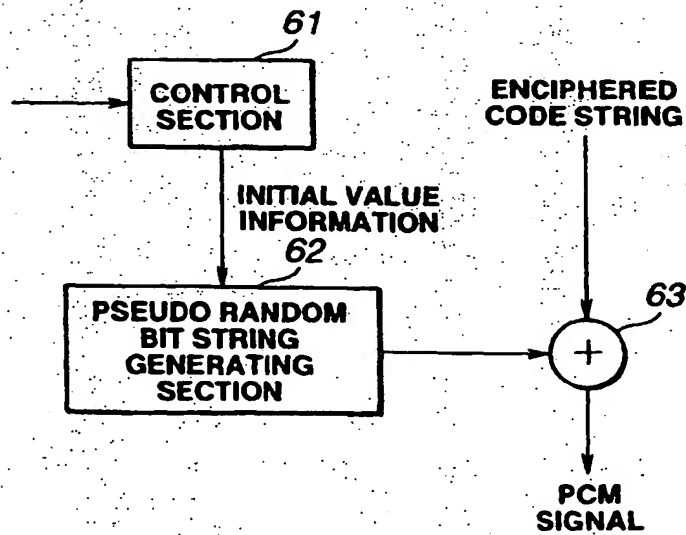 61
CONTROL
SECTION
ENCIPHERED
CODE STRING
INITIAL VALUE
INFORMATION
62
PSEUDO RANDOM
BIT STRING
GENERATING
SECTION
63
+
PCM
SIGNAL